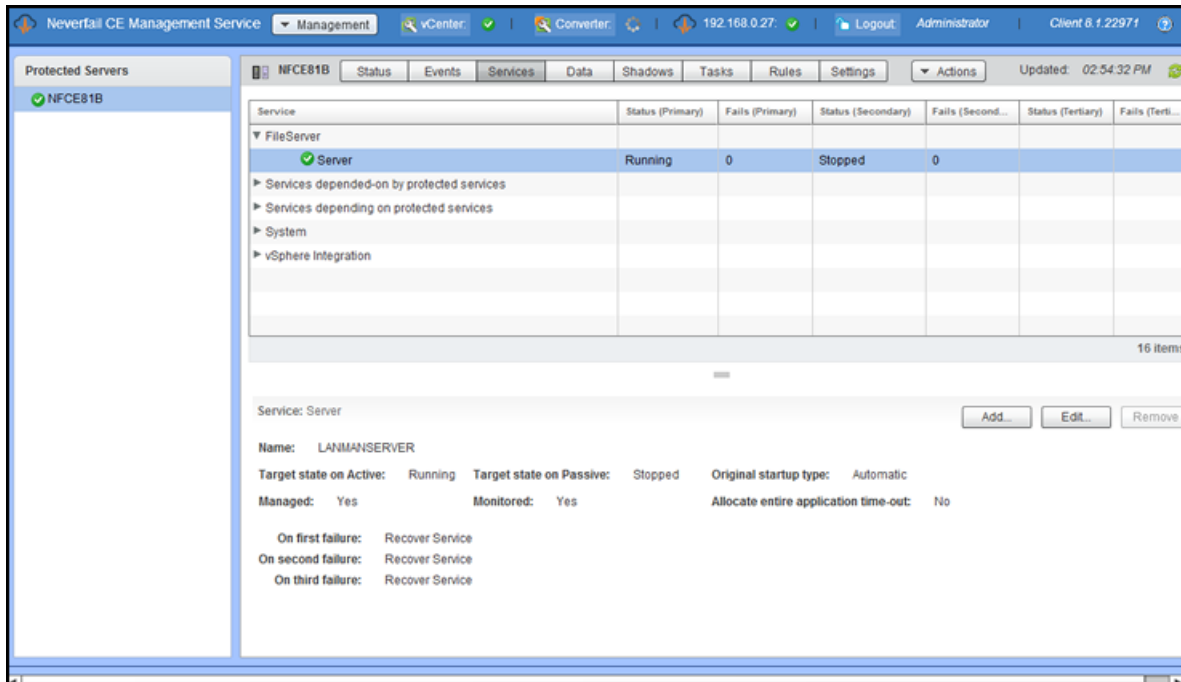 Neverfail CE Management Service Management vCenter: Converter: 192.168.0.27: Logout Administrator Client 8.1.22971
Protected Servers NFCE81B Status Events Services Data Shadows Tasks Rules Settings Actions Updated: 02:54:32 PM
NFCE81B
Service Status (Primary) Fails (Primary) Status (Secondary) Fails (Second... Status (Tertiary) Fails (Terti...
FileServer
Server Running 0 Stopped 0
Services depended-on by protected services
Services depending on protected services
System
vSphere Integration
16 items
Service: Server Add... Edit... Remove
Name: LANMANSERVER
Target state on Active: Running Target state on Passive: Stopped Original startup type: Automatic
Managed: Yes Monitored: Yes Allocate entire application time-out: No
On first failure: Recover Service
On second failure: Recover Service
On third failure: Recover Service